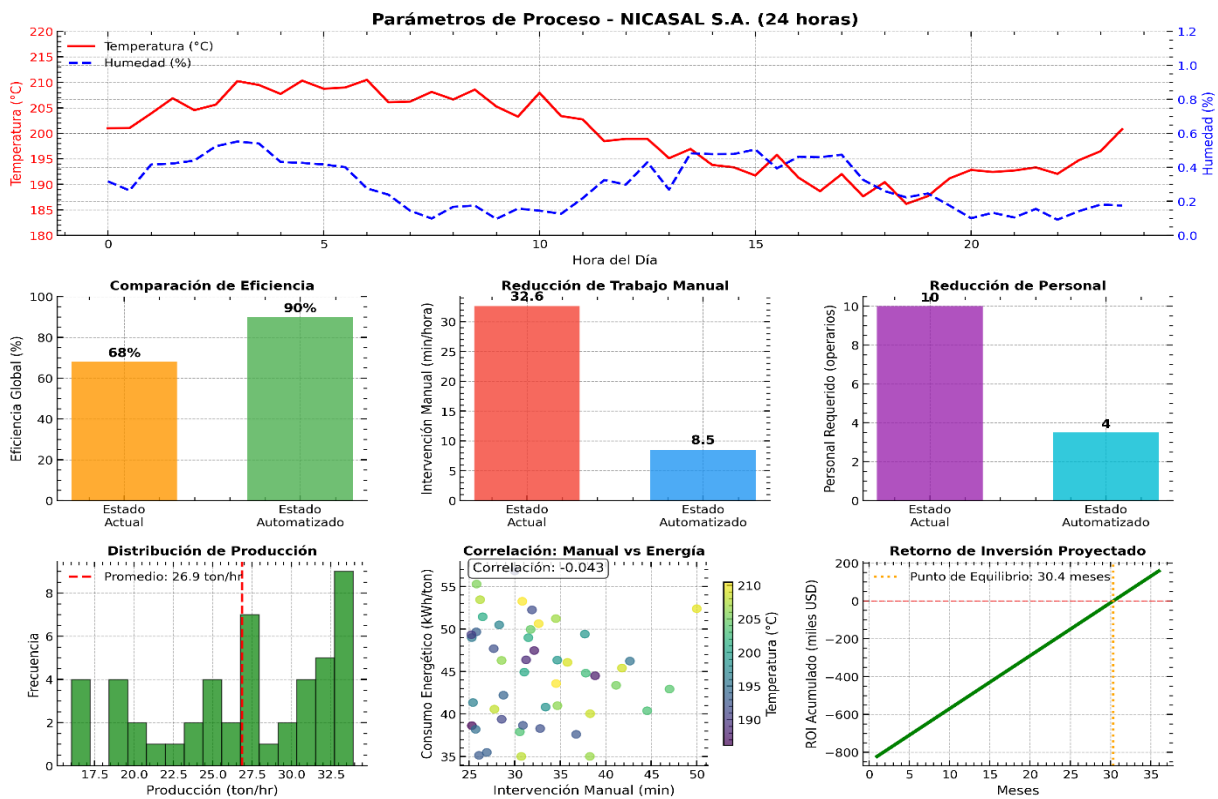 Parámetros de Proceso - NICASAL S.A. (24 horas)
Temperatura (°C)
Humedad (%)
Temperatura (°C)
220
215
210
205
200
195
190
185
180
Humedad (%)
1.2
1.0
0.8
0.6
0.4
0.2
0.0
0 5 10 15 20
Hora del Día
Comparación de Eficiencia
Eficiencia Global (%)
100
80
60
40
20
0
68%
90%
Estado
Actual
Estado
Automatizado
Reducción de Trabajo Manual
Intervención Manual (min/hora)
30
25
20
15
10
5
0
32.6
8.5
Estado
Actual
Estado
Automatizado
Reducción de Personal
Personal Requerido (operarios)
10
8
6
4
2
0
10
4
Estado
Actual
Estado
Automatizado
Distribución de Producción
Promedio: 26.9 ton/hr
Frecuencia
8
6
4
2
0
17.5 20.0 22.5 25.0 27.5 30.0 32.5
Producción (ton/hr)
Correlación: Manual vs Energía
Correlación: -0.043
Consumo Energético (kWh/ton)
55
50
45
40
35
25 30 35 40 45 50
Intervención Manual (min)
210
205
200
195
190
Temperatura (°C)
Retorno de Inversión Proyectado
Punto de Equilibrio: 30.4 meses
ROI Acumulado (miles USD)
200
0
−200
−400
−600
−800
0 5 10 15 20 25 30 35
Meses